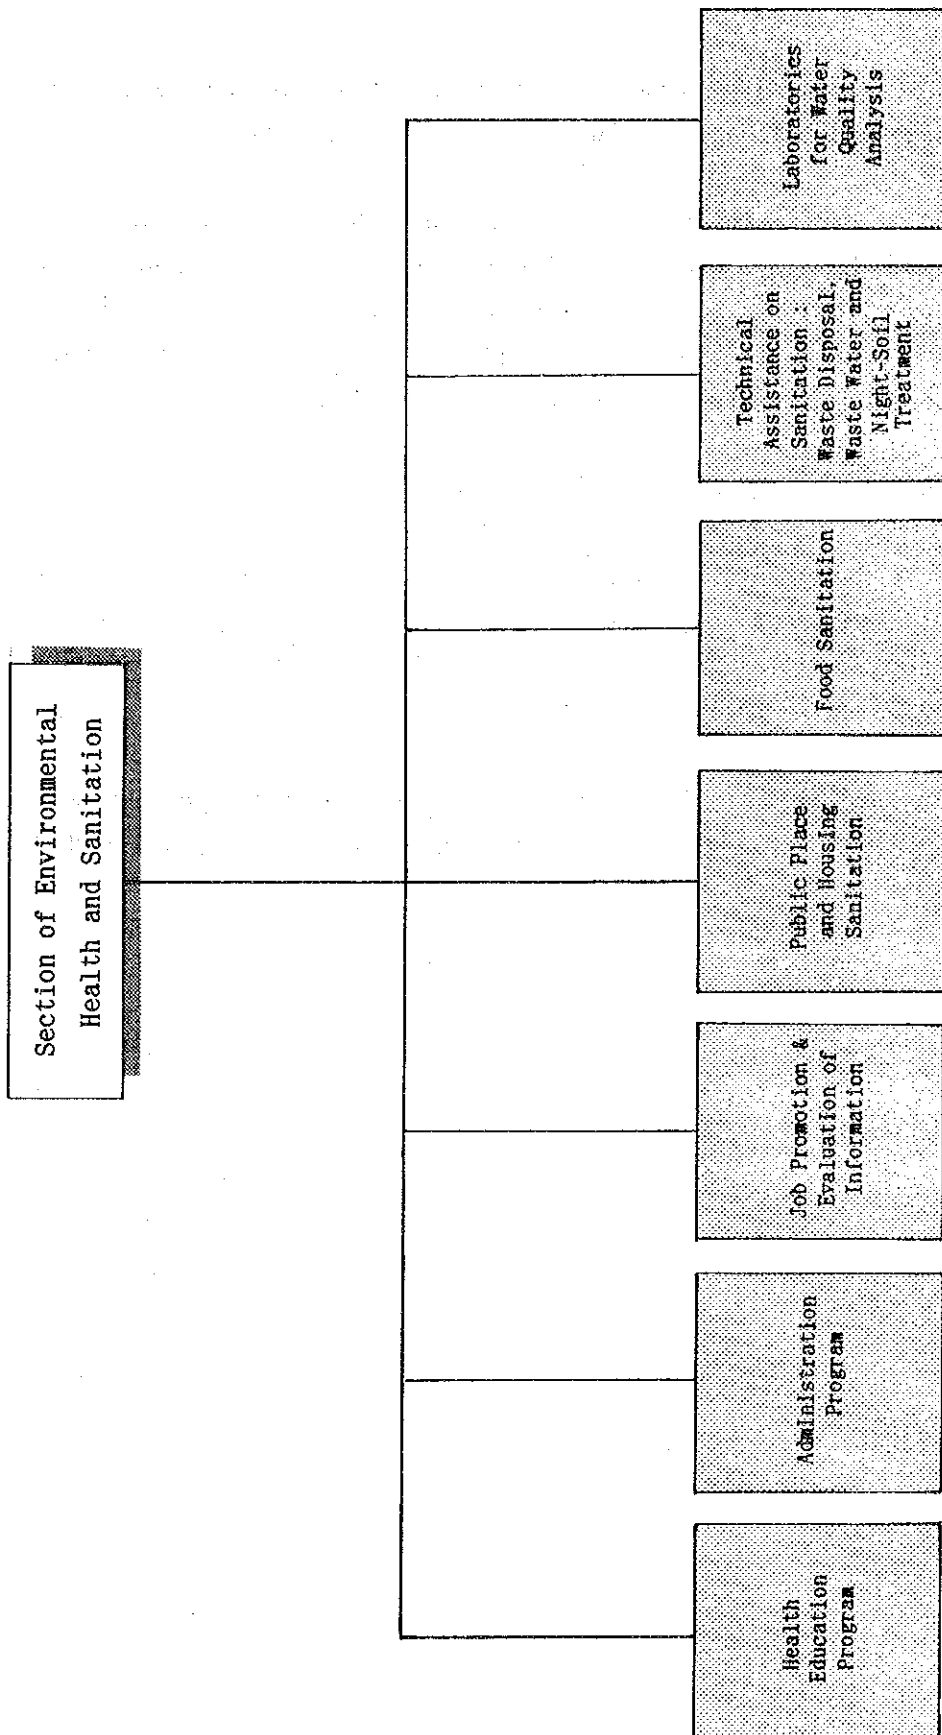 Section of Environmental
Health and Sanitation
Health
Education
Program
Administration
Program
Job Promotion &
Evaluation of
Information
Public Place
and Housing
Sanitation
Food Sanitation
Technical
Assistance on
Sanitation :
Waste Disposal,
Waste Water and
Night-Soil
Treatment
Laboratories
for Water
Quality
Analysis